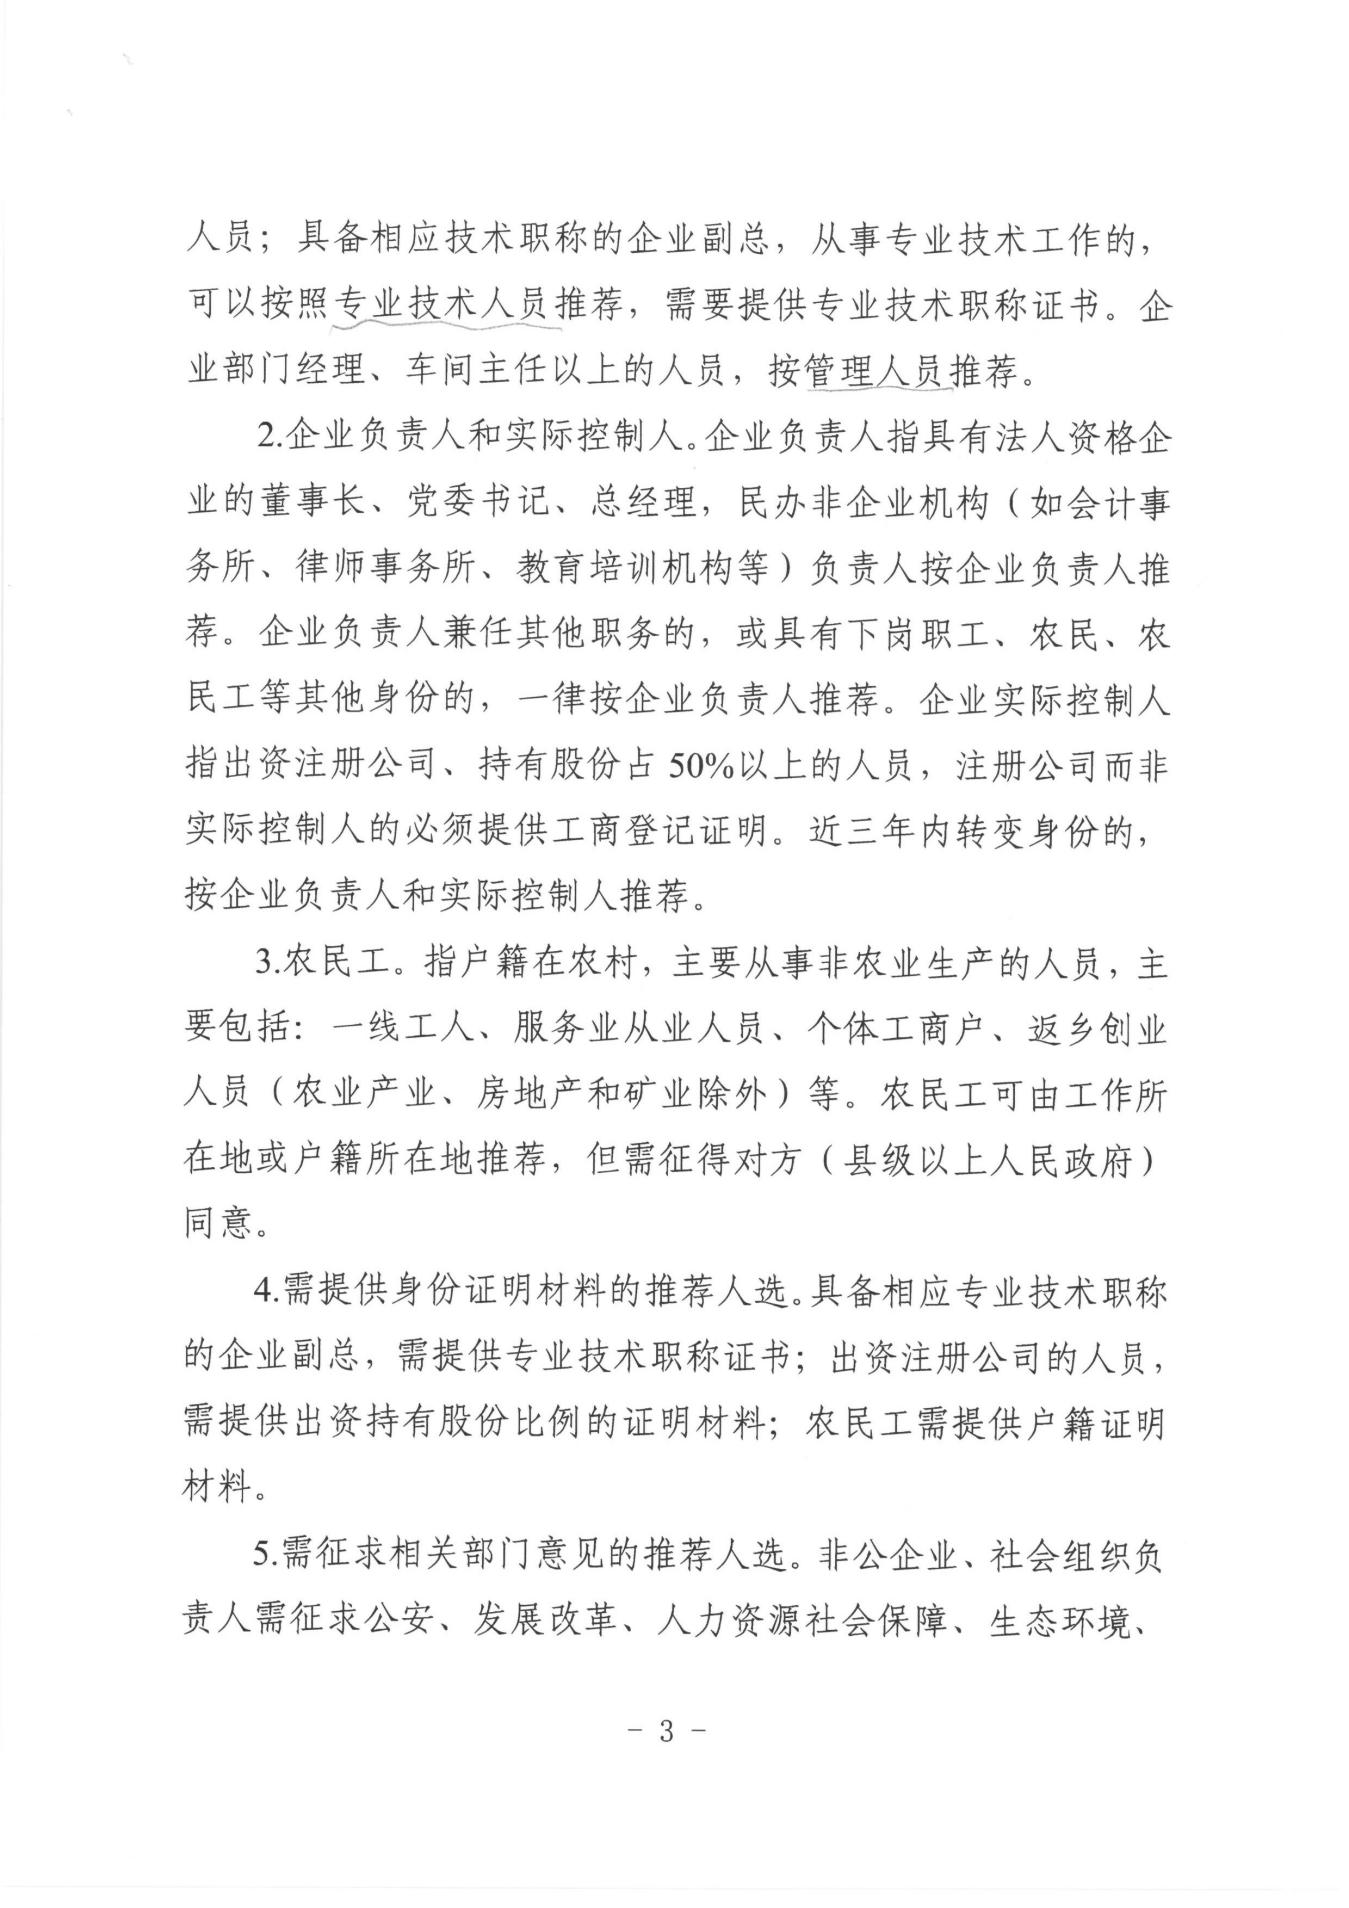 人员；具备相应技术职称的企业副总，从事专业技术工作的，
可以按照专业技术人员推荐，需要提供专业技术职称证书。企
业部门经理、车间主任以上的人员，按管理人员推荐。
2.企业负责人和实际控制人。企业负责人指具有法人资格企
业的董事长、党委书记、总经理，民办非企业机构（如会计事
务所、律师事务所、教育培训机构等）负责人按企业负责人推
荐。企业负责人兼任其他职务的，或具有下岗职工、农民、农
民工等其他身份的，一律按企业负责人推荐。企业实际控制人
指出资注册公司、持有股份占50%以上的人员，注册公司而非
实际控制人的必须提供工商登记证明。近三年内转变身份的，
按企业负责人和实际控制人推荐。
3.农民工。指户籍在农村，主要从事非农业生产的人员，主
要包括：一线工人、服务业从业人员、个体工商户、返乡创业
人员（农业产业、房地产和矿业除外）等。农民工可由工作所
在地或户籍所在地推荐，但需征得对方（县级以上人民政府）
同意。
4.需提供身份证明材料的推荐人选。具备相应专业技术职称
的企业副总，需提供专业技术职称证书；出资注册公司的人员，
需提供出资持有股份比例的证明材料；农民工需提供户籍证明
材料。
5.需征求相关部门意见的推荐人选。非公企业、社会组织负
责人需征求公安、发展改革、人力资源社会保障、生态环境、
- 3 -